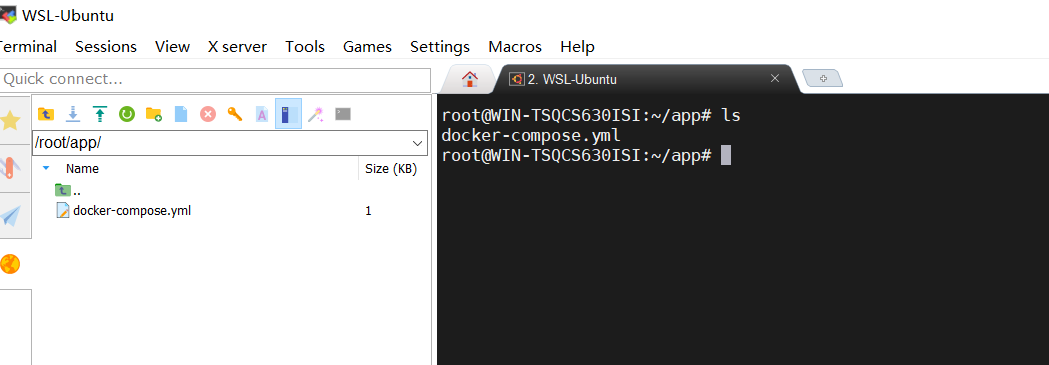 WSL-Ubuntu
Terminal Sessions View X server Tools Games Settings Macros Help
Quick connect...
2. WSL-Ubuntu
/root/app/
Name Size (KB)
..
docker-compose.yml 1
root@WIN-TSQCS630ISI:~/app# ls
docker-compose.yml
root@WIN-TSQCS630ISI:~/app#